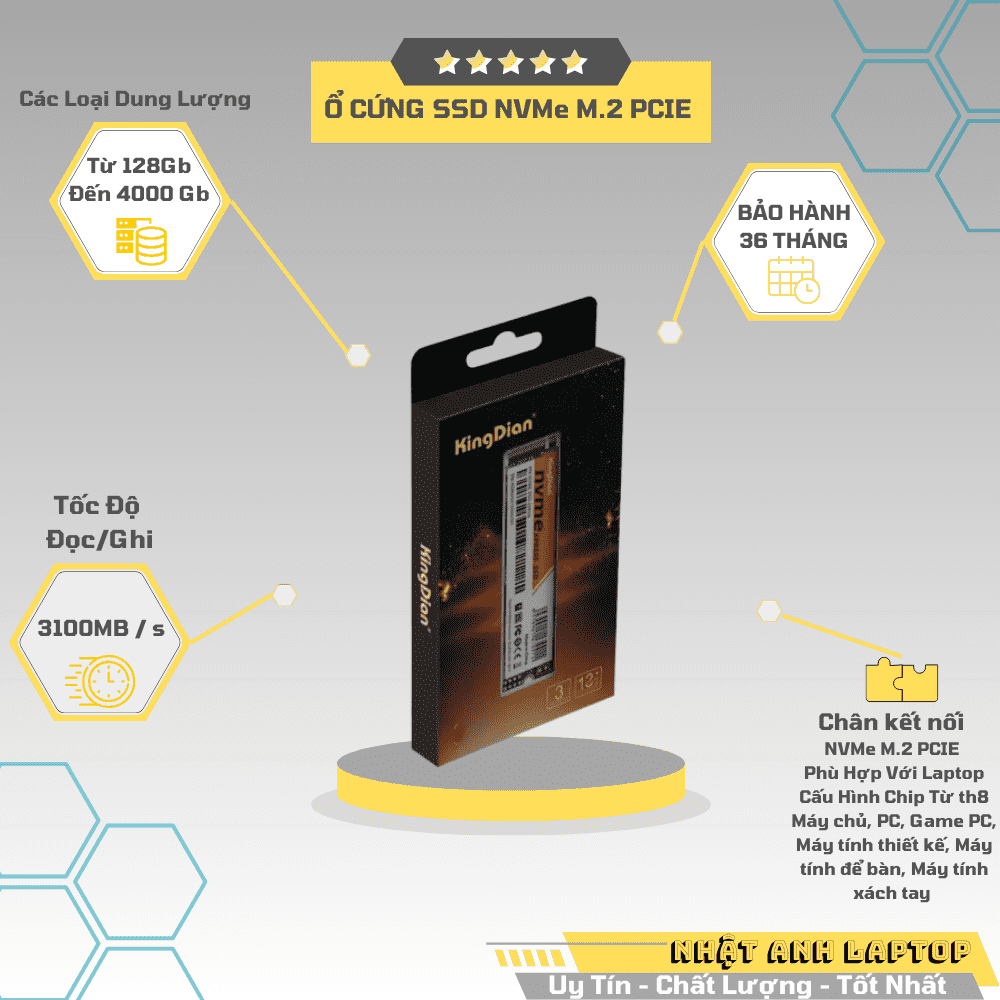 Ổ CỨNG SSD NVMe M.2 PCIE
Các Loại Dung Lượng
Từ 128Gb
Đến 4000 Gb
BẢO HÀNH
36 THÁNG
KingDian
KingDian
nvme
Tốc Độ
Đọc/Ghi
3100MB / s
Chân kết nối
NVMe M.2 PCIE
Phù Hợp Với Laptop
Cấu Hình Chip Từ th8
Máy chủ, PC, Game PC,
Máy tính thiết kế, Máy
tính để bàn, Máy tính
xách tay
NHẬT ANH LAPTOP
Uy Tín - Chất Lượng - Tốt Nhất